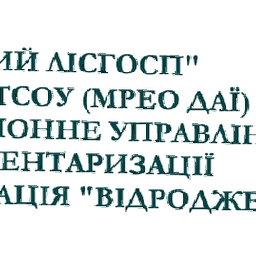 ИЙ ЛІСГОСП"
ТСОУ (МРЕО ДАЇ)
ІОННЕ УПРАВЛІН
ЕНТАРИЗАЦІЇ
АЦІЯ "ВІДРОДЖЕ